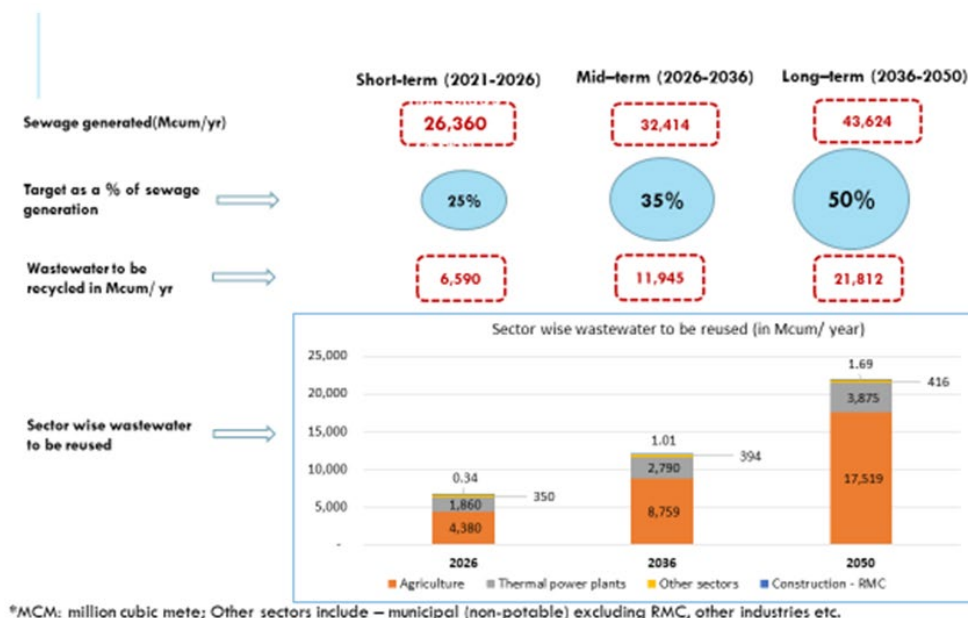 Short-term (2021-2026) Mid–term (2026-2036) Long–term (2036-2050)
Sewage generated(Mcum/yr) 26,360 32,414 43,624
Target as a % of sewage
generation
25% 35% 50%
Wastewater to be
recycled in Mcum/ yr
6,590 11,945 21,812
Sector wise wastewater
to be reused
Sector wise wastewater to be reused (in Mcum/ year)
25,000
20,000
15,000
10,000
5,000
-
0.34
350
1,860
4,380
1.01
394
2,790
8,759
1.69
416
3,875
17,519
2026 2036 2050
Agriculture Thermal power plants Other sectors Construction - RMC
*MCM: million cubic mete; Other sectors include – municipal (non-potable) excluding RMC, other industries etc.